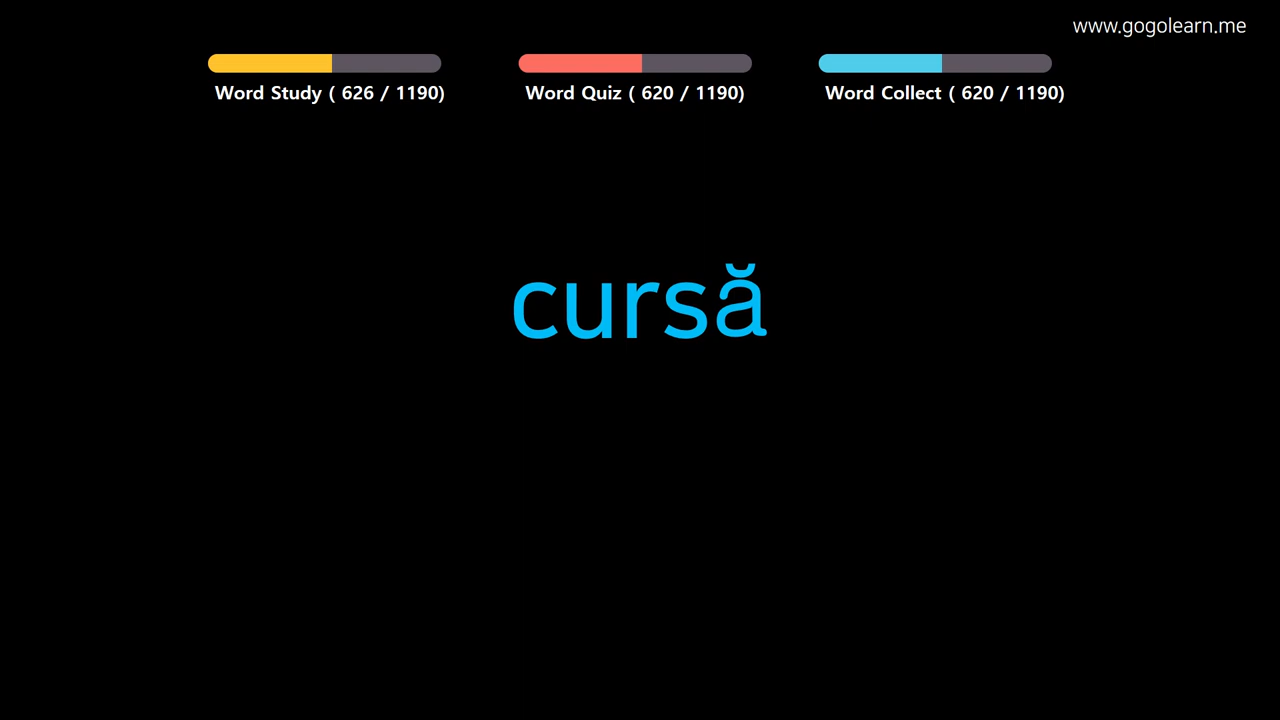 www.gogolearn.me
Word Study ( 626 / 1190)
Word Quiz ( 620 / 1190)
Word Collect ( 620 / 1190)
cursă